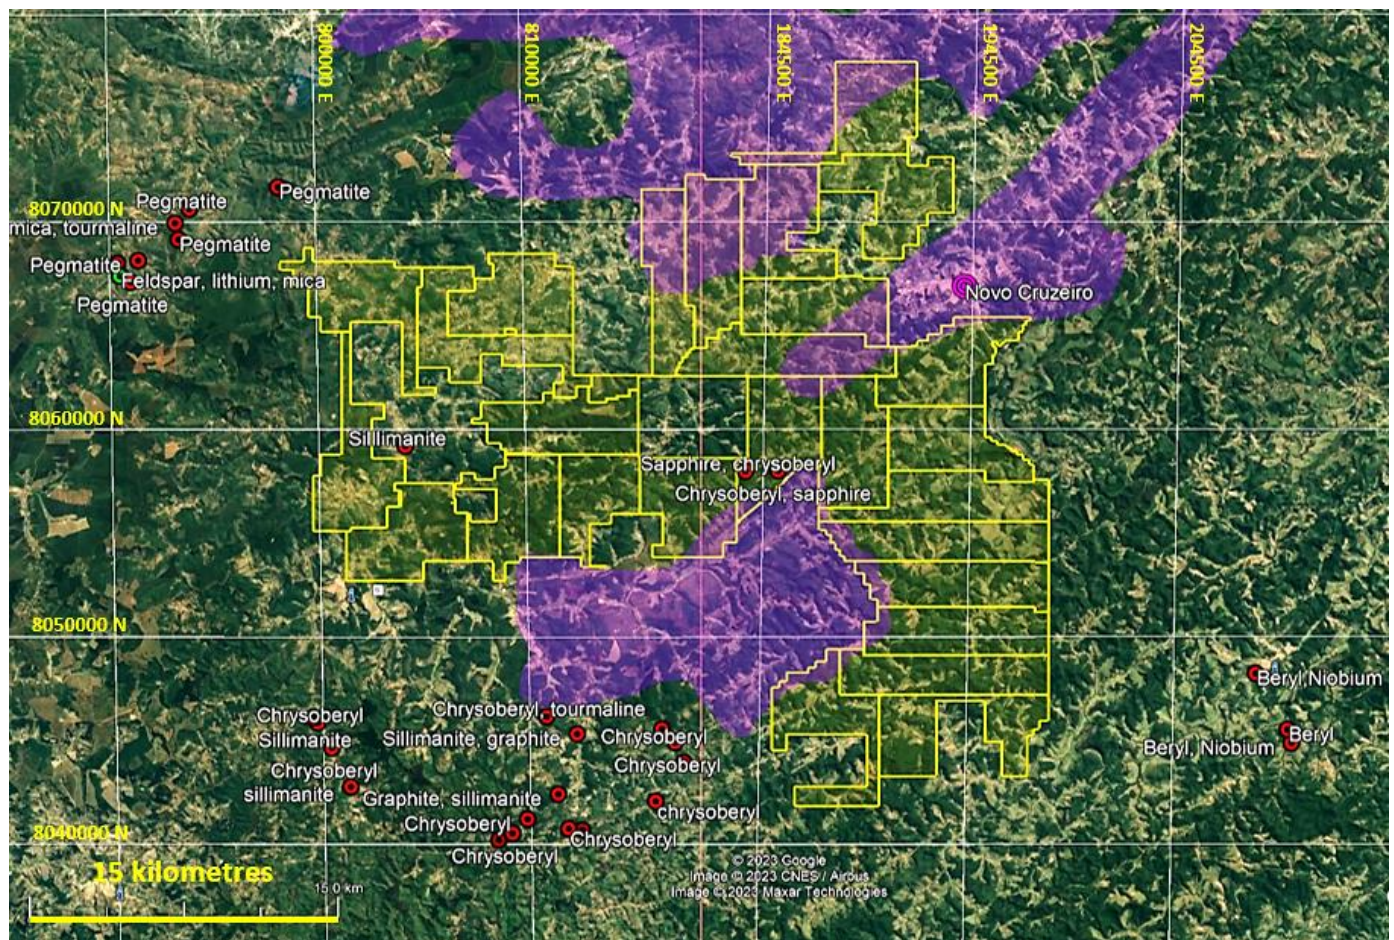 800000 E
810000 E
184500 E
194500 E
204500 E
Pegmatite
Pegmatite
8070000 N
mica, tourmaline
Pegmatite
Pegmatite
Feldspar, lithium, mica
Pegmatite
Novo Cruzeiro
8060000 N
Silllimanite
Sapphire, chrysoberyl
Chrysoberyl, sapphire
8050000 N
Beryl,Niobium
Chrysoberyl
Chrysoberyl, tourmaline
Sillimanite
Sillimanite, graphite
Chrysoberyl
Beryl
Beryl, Niobium
Chrysoberyl
Chrysoberyl
sillimanite
Graphite, sillimanite
chrysoberyl
8040000 N
Chrysoberyl
Chrysoberyl
Chrysoberyl
15 kilometres
15.0 km
© 2023 Google
Image © 2023 CNES / Airbus
Image © 2023 Maxar Technologies